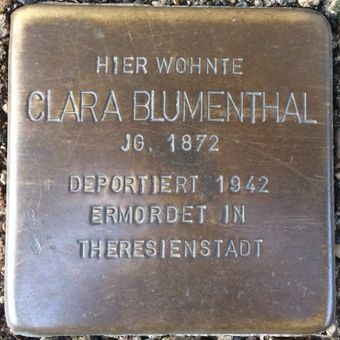 HIER WOHNTE
CLARA BLUMENTHAL
JG. 1872
DEPORTIERT 1942
ERMORDET IN
THERESIENSTADT